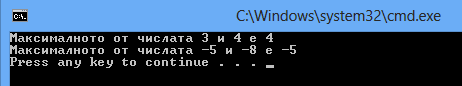 C:\Windows\system32\cmd.exe
Максималното от числата 3 и 4 е 4
Максималното от числата -5 и -8 е -5
Press any key to continue . . .